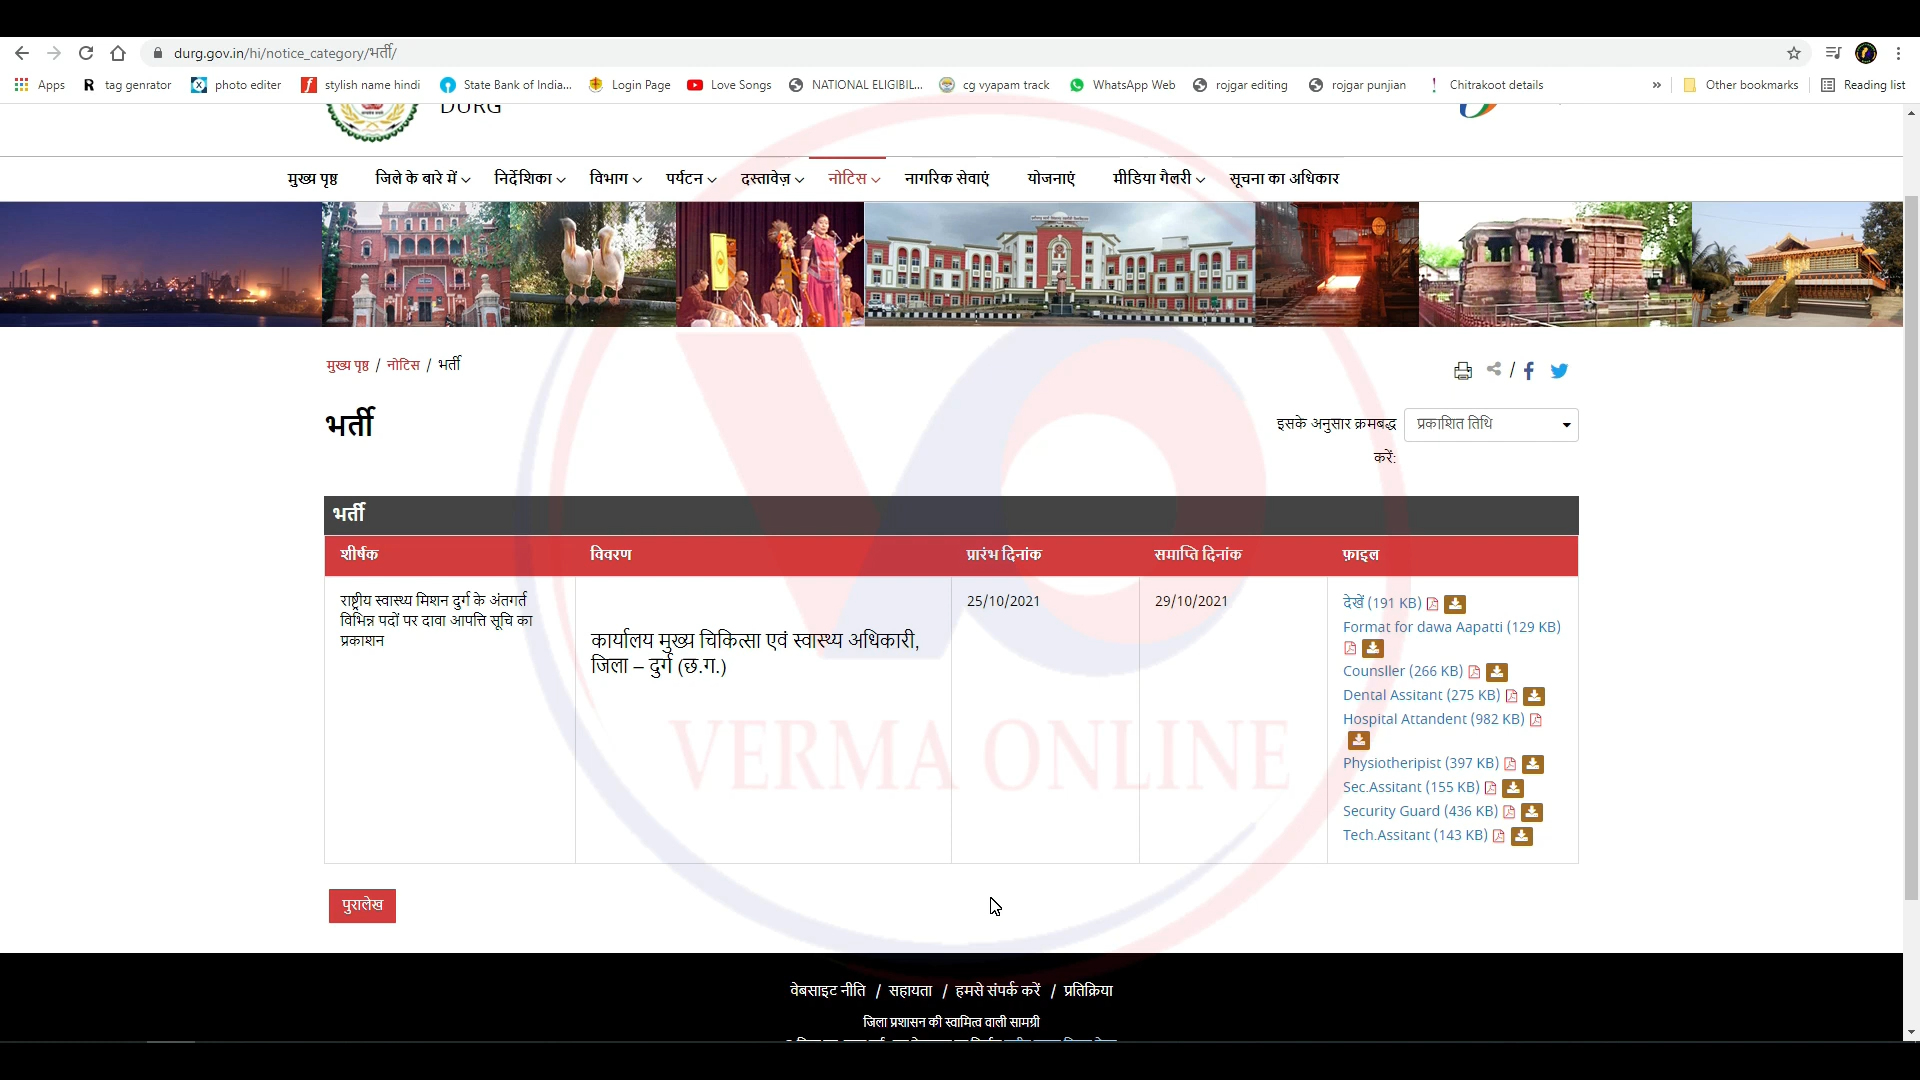 durg.gov.in/hi/notice_category/भर्ती/
Apps tag genrator photo editer stylish name hindi State Bank of India... Login Page Love Songs NATIONAL ELIGIBIL... cg vyapam track WhatsApp Web rojgar editing rojgar punjian Chitrakoot details » Other bookmarks Reading list
DURG
मुख्य पृष्ठ जिले के बारे में निर्देशिका विभाग पर्यटन दस्तावेज़ नोटिस नागरिक सेवाएं योजनाएं मीडिया गैलरी सूचना का अधिकार
मुख्य पृष्ठ / नोटिस / भर्ती
भर्ती
इसके अनुसार क्रमबद्ध
करें:
प्रकाशित तिथि
भर्ती
शीर्षक विवरण प्रारंभ दिनांक समाप्ति दिनांक फ़ाइल
राष्ट्रीय स्वास्थ्य मिशन दुर्ग के अंतगर्त
विभिन्न पदों पर दावा आपत्ति सूचि का
प्रकाशन
कार्यालय मुख्य चिकित्सा एवं स्वास्थ्य अधिकारी,
जिला – दुर्ग (छ.ग.)
25/10/2021
29/10/2021
देखें (191 KB)
Format for dawa Aapatti (129 KB)
Counsller (266 KB)
Dental Assitant (275 KB)
Hospital Attandent (982 KB)
Physiotheripist (397 KB)
Sec.Assitant (155 KB)
Security Guard (436 KB)
Tech.Assitant (143 KB)
VERMA ONLINE
पुरालेख
वेबसाइट नीति / सहायता / हमसे संपर्क करें / प्रतिक्रिया
जिला प्रशासन की स्वामित्व वाली सामग्री